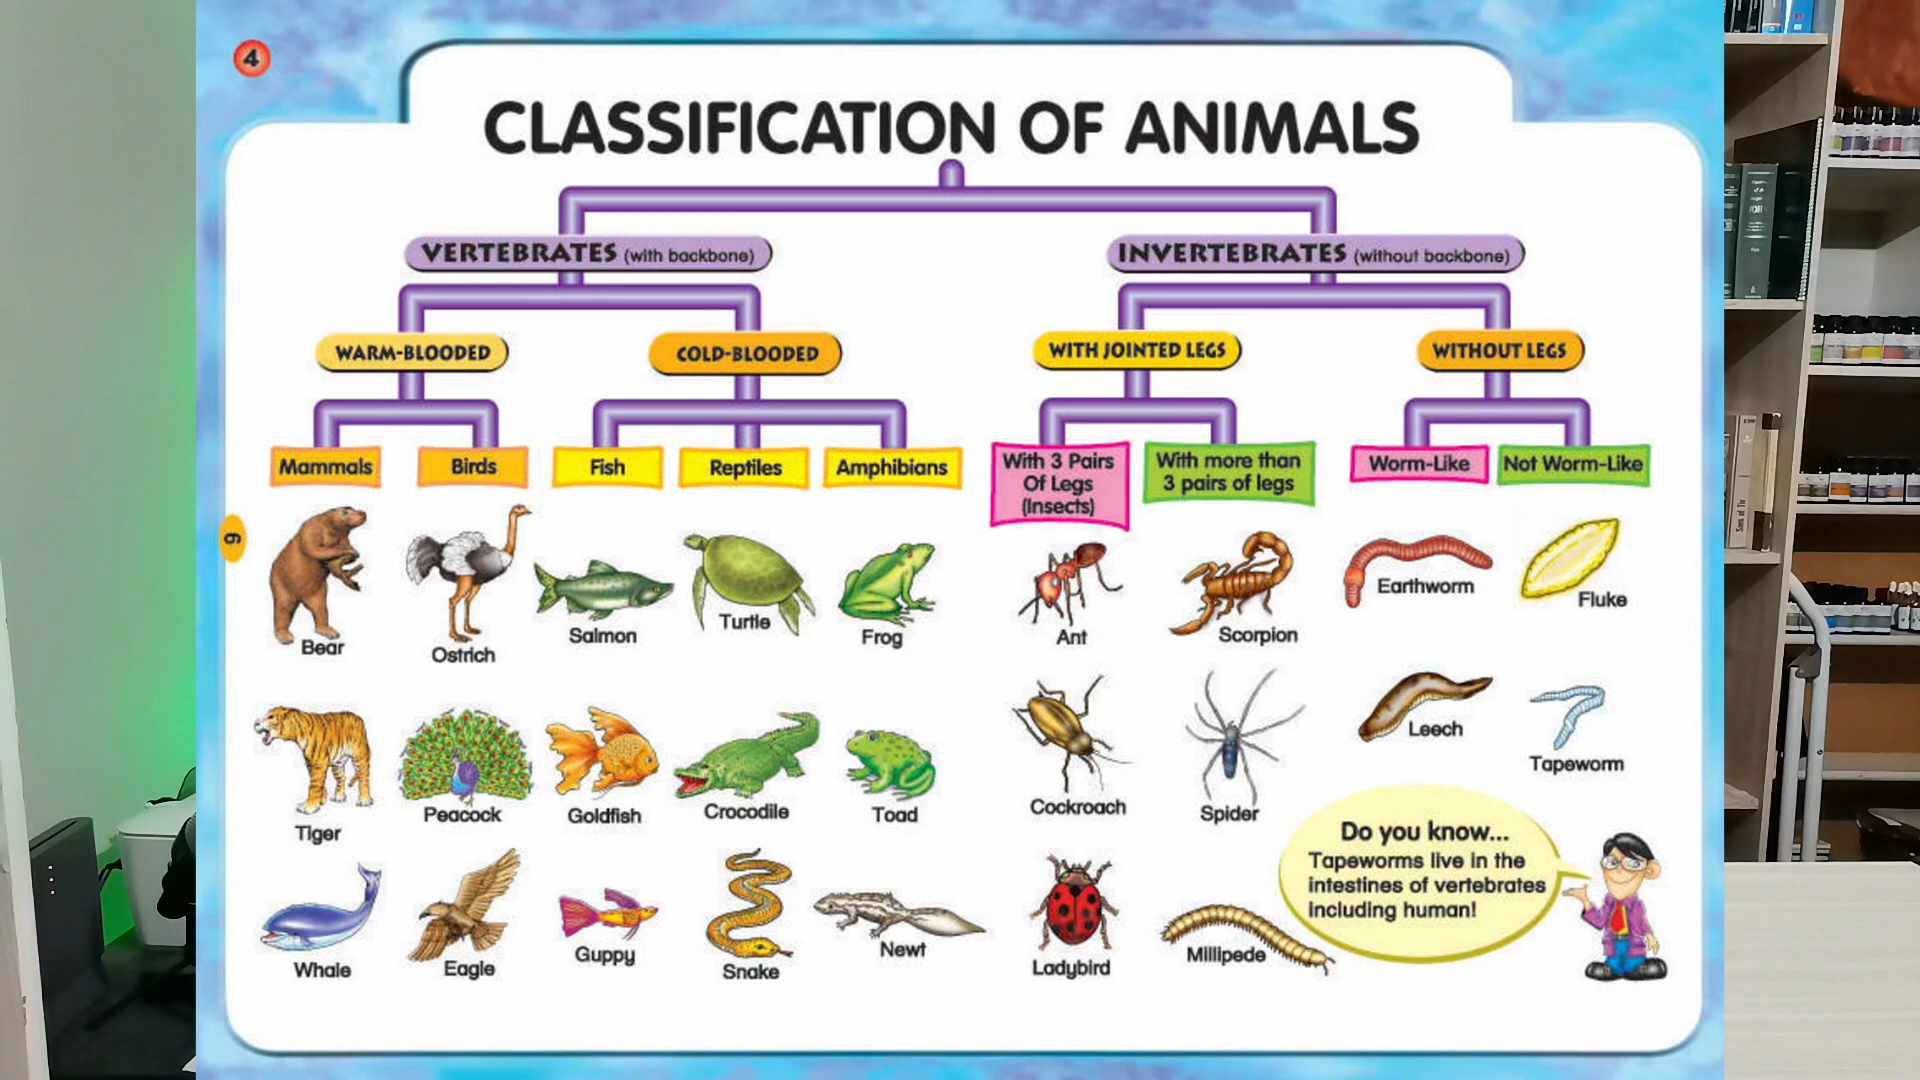 4
CLASSIFICATION OF ANIMALS
VERTEBRATES (with backbone)
INVERTEBRATES (without backbone)
WARM-BLOODED
COLD-BLOODED
WITH JOINTED LEGS
WITHOUT LEGS
Mammals
Birds
Fish
Reptiles
Amphibians
With 3 Pairs
Of Legs
(Insects)
With more than
3 pairs of legs
Worm-Like
Not Worm-Like
9
Bear
Ostrich
Salmon
Turtle
Frog
Ant
Scorpion
Earthworm
Fluke
Tiger
Peacock
Goldfish
Crocodile
Toad
Cockroach
Spider
Leech
Tapeworm
Whale
Eagle
Guppy
Snake
Newt
Ladybird
Millipede
Do you know...
Tapeworms live in the
intestines of vertebrates
including human!